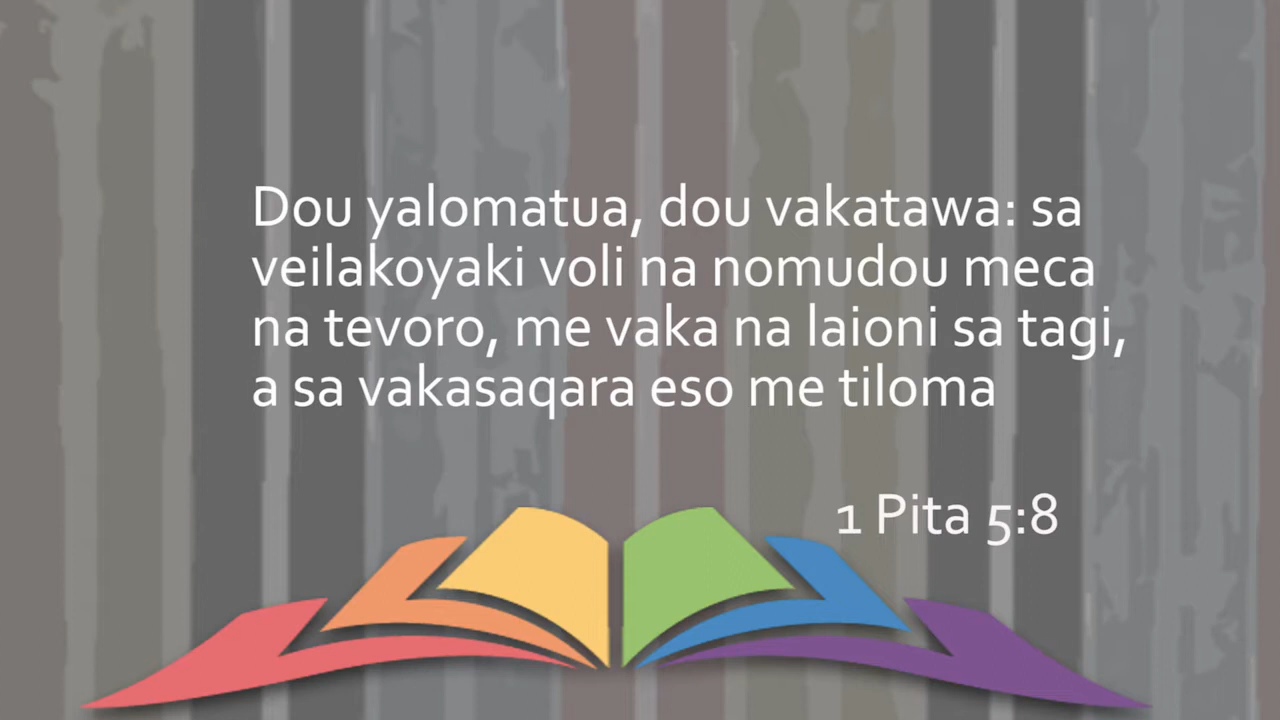 Dou yalomatua, dou vakatawa: sa
veilakoyaki voli na nomudou meca
na tevoro, me vaka na laioni sa tagi,
a sa vakasaqara eso me tiloma
1 Pita 5:8